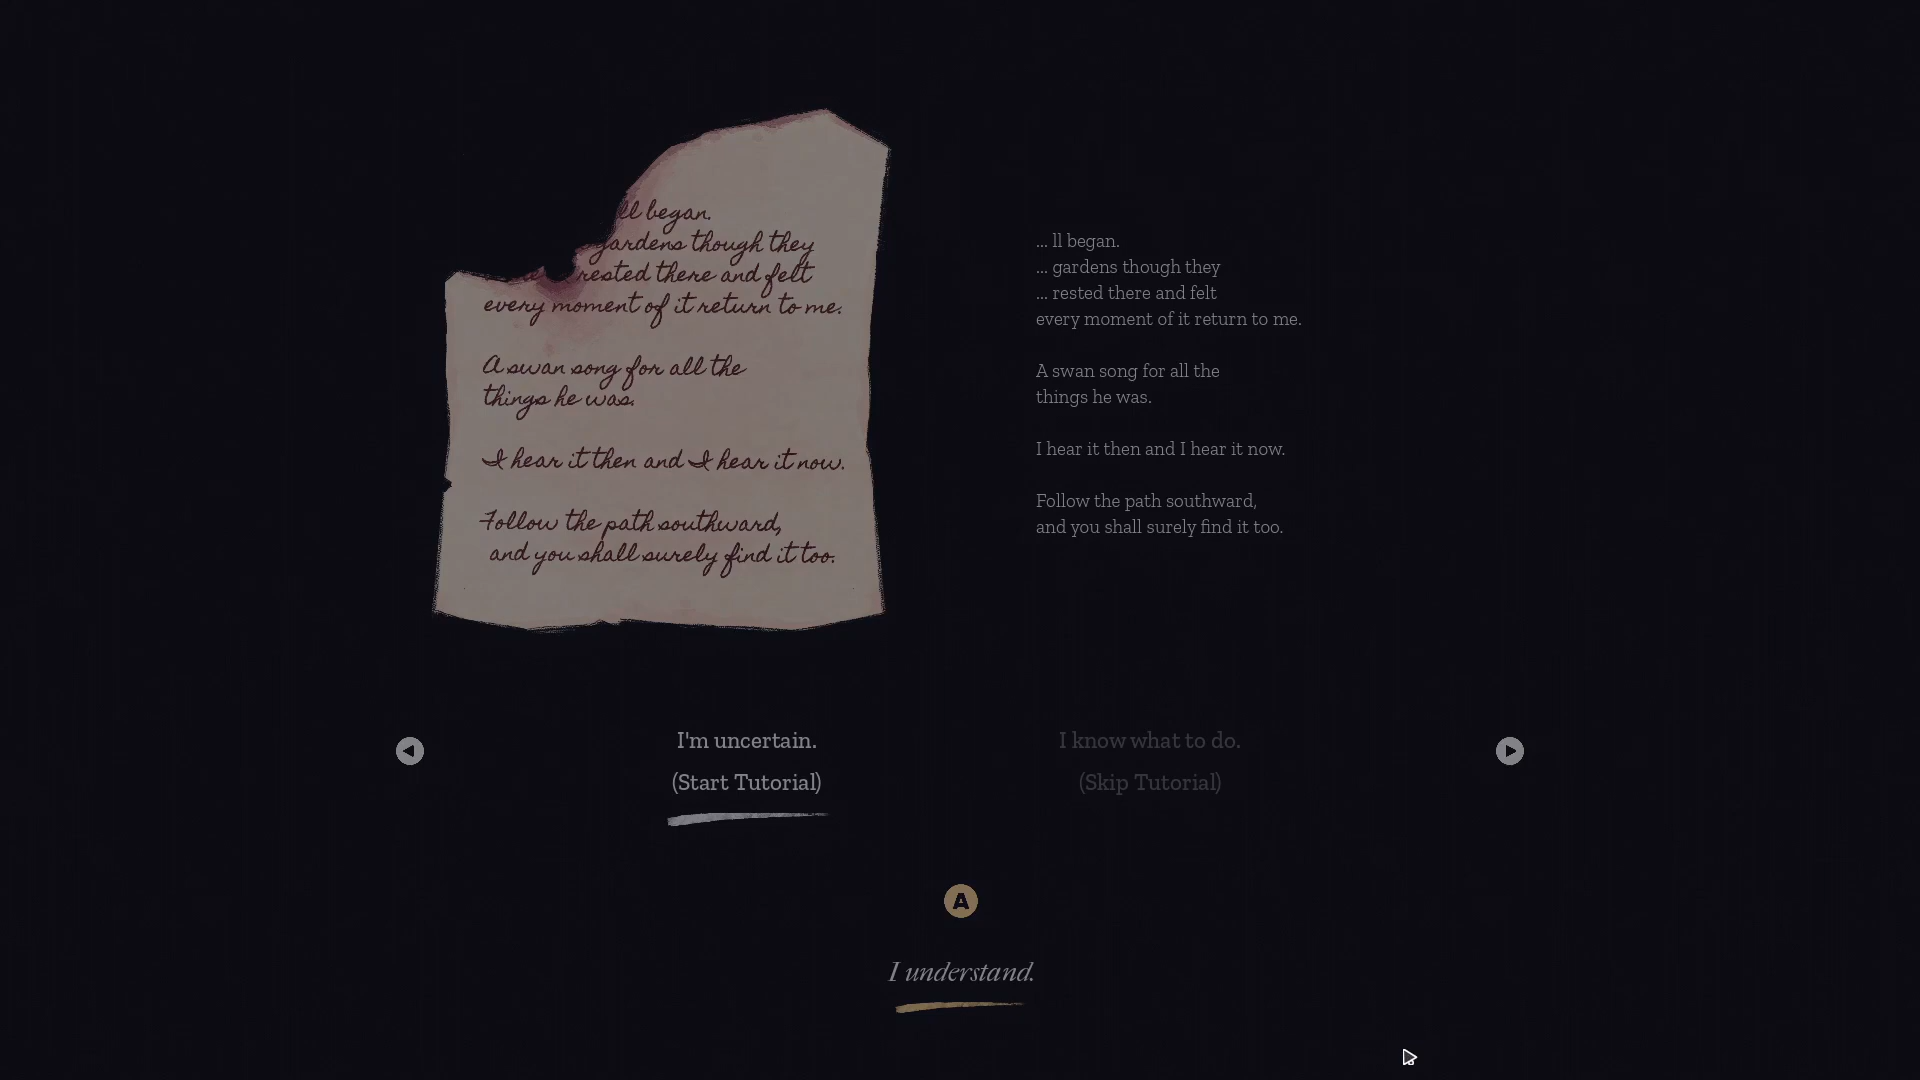 ll began.
gardens though they
rested there and felt
every moment of it return to me.
A swan song for all the
things he was.
I hear it then and I hear it now.
Follow the path southward,
and you shall surely find it too.
... ll began.
... gardens though they
... rested there and felt
every moment of it return to me.
A swan song for all the
things he was.
I hear it then and I hear it now.
Follow the path southward,
and you shall surely find it too.
I'm uncertain.
(Start Tutorial)
I know what to do.
(Skip Tutorial)
A
I understand.